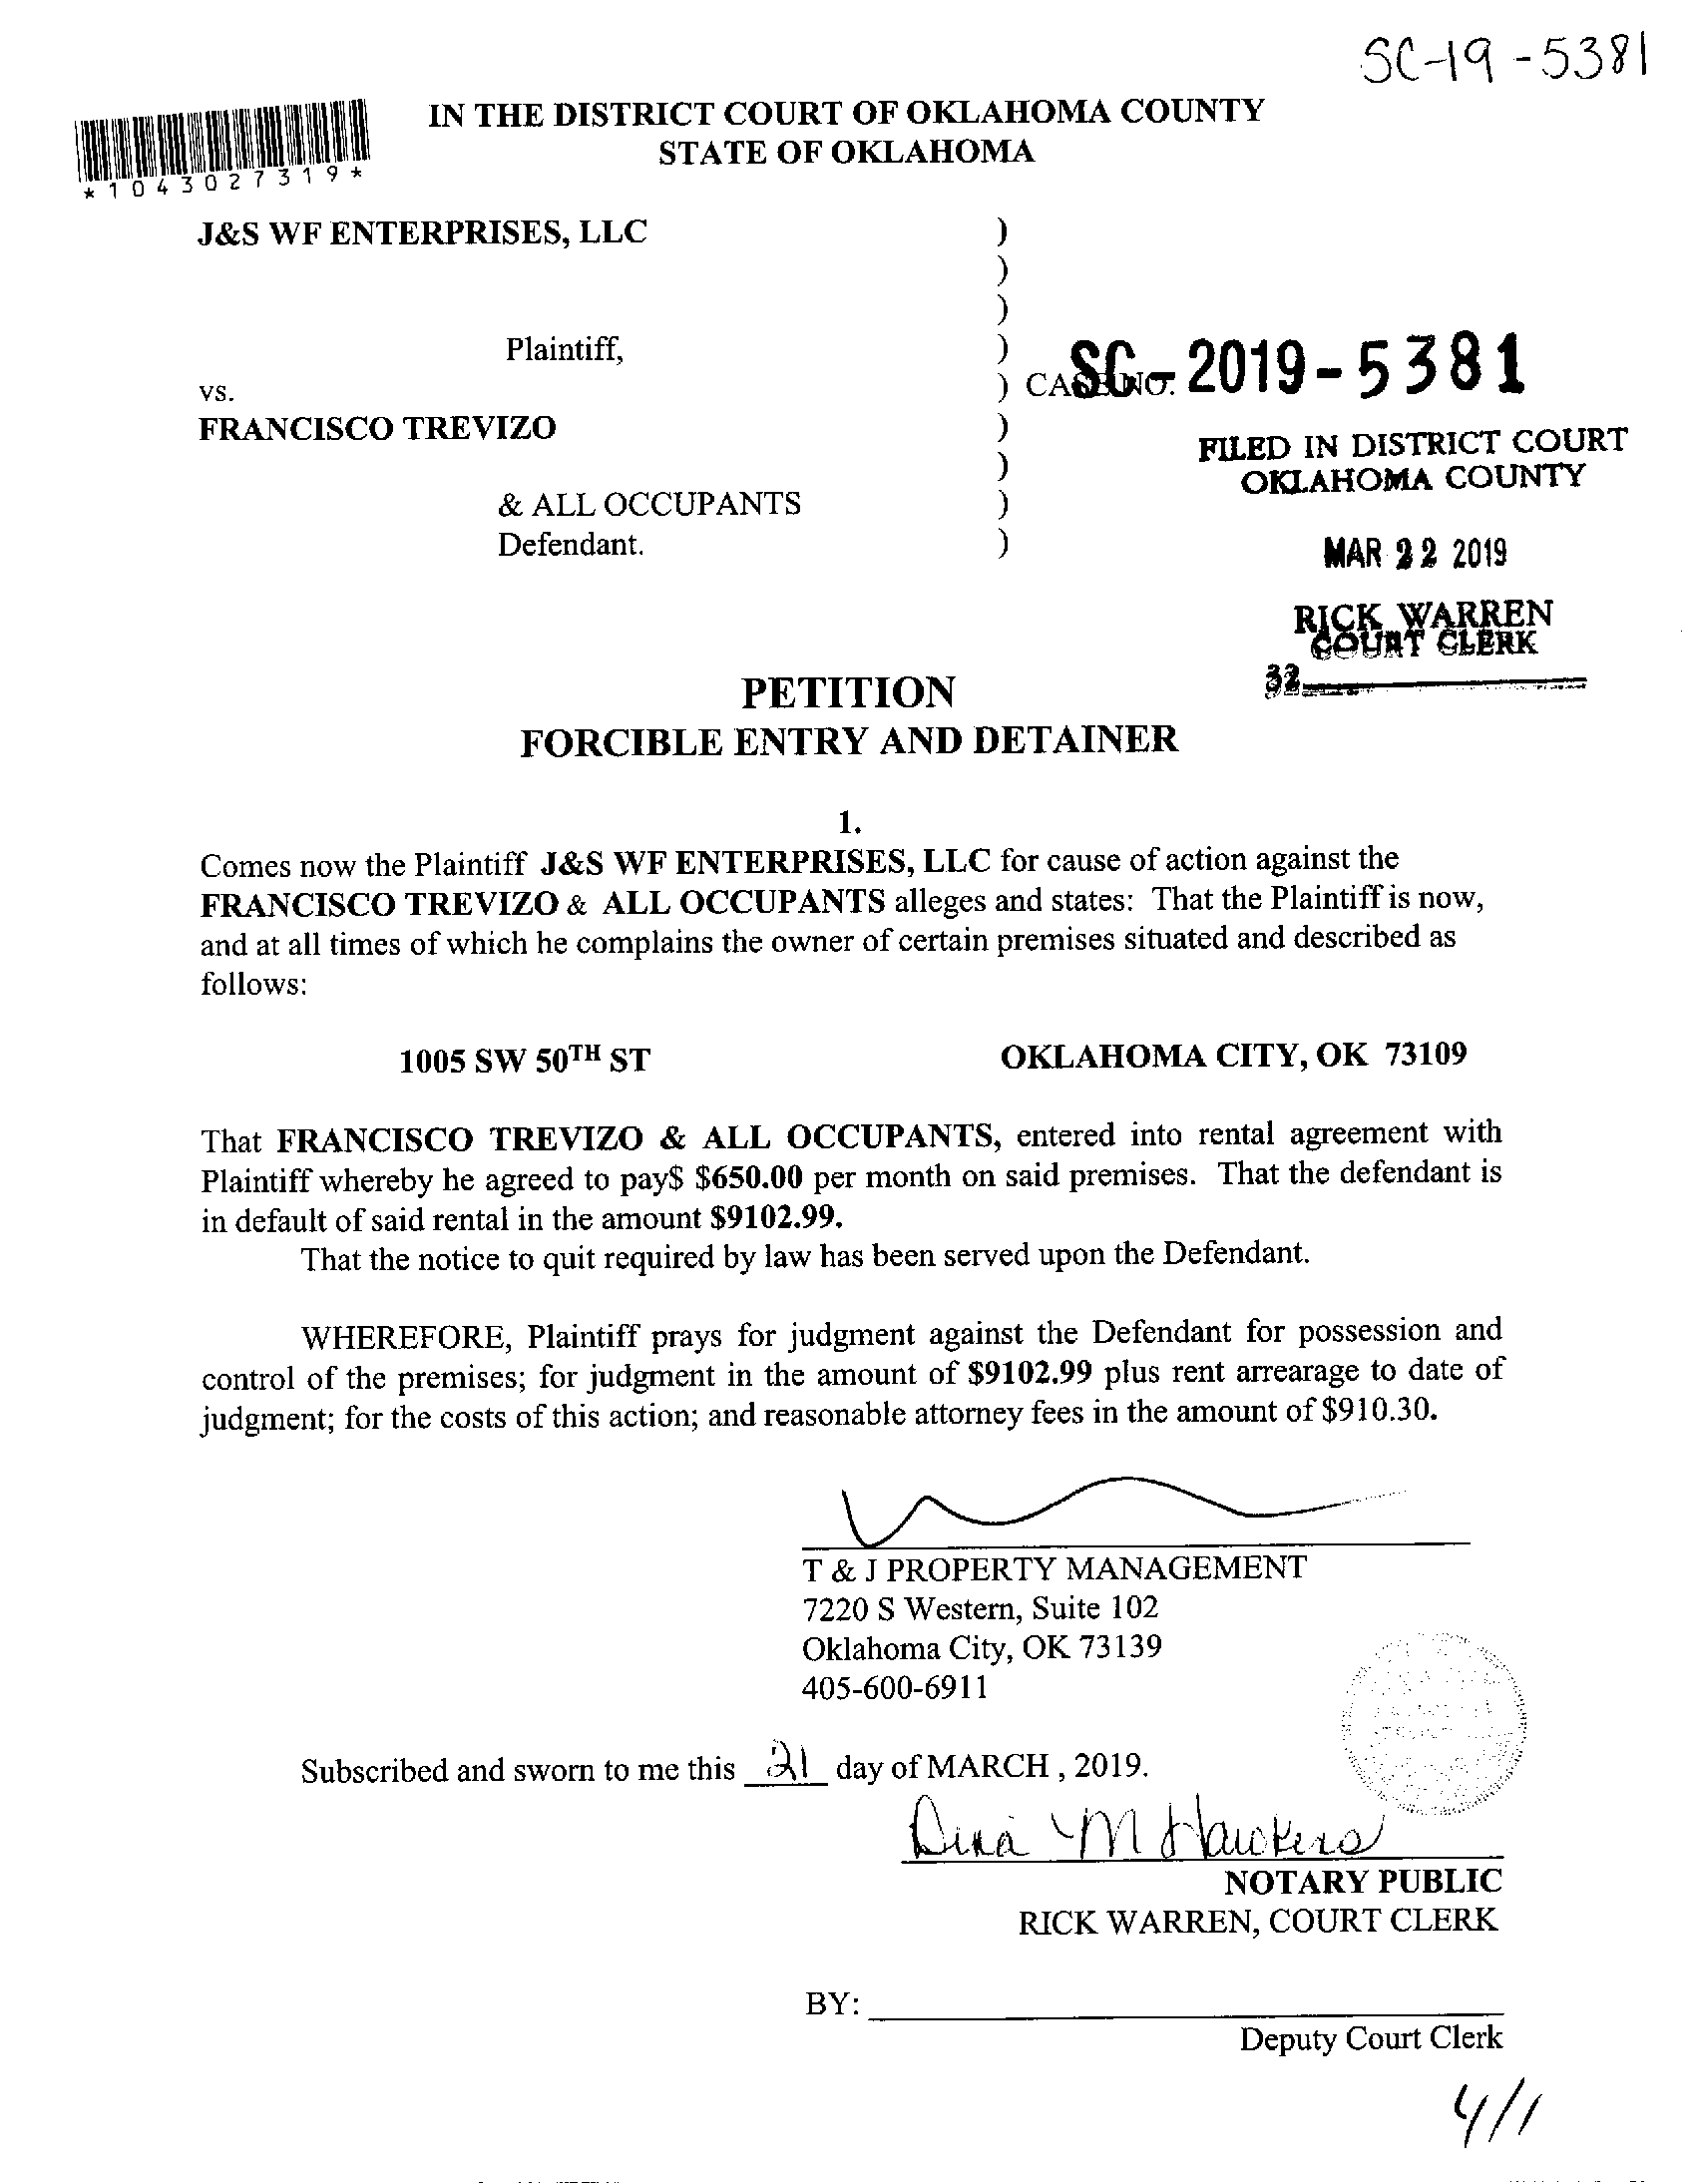 SC-19-5381
IN THE DISTRICT COURT OF OKLAHOMA COUNTY
STATE OF OKLAHOMA
*1043027319*
J&S WF ENTERPRISES, LLC )
)
)
Plaintiff, )
vs. ) CASE NO. SC-2019-5381
FRANCISCO TREVIZO )
FILED IN DISTRICT COURT
)
OKLAHOMA COUNTY
& ALL OCCUPANTS )
Defendant. )
MAR 22 2019
RICK WARREN
COURT CLERK
32
PETITION
FORCIBLE ENTRY AND DETAINER
1.
Comes now the Plaintiff J&S WF ENTERPRISES, LLC for cause of action against the
FRANCISCO TREVIZO & ALL OCCUPANTS alleges and states: That the Plaintiff is now,
and at all times of which he complains the owner of certain premises situated and described as
follows:
1005 SW 50TH ST OKLAHOMA CITY, OK 73109
That FRANCISCO TREVIZO & ALL OCCUPANTS, entered into rental agreement with
Plaintiff whereby he agreed to pay$ $650.00 per month on said premises. That the defendant is
in default of said rental in the amount $9102.99.
That the notice to quit required by law has been served upon the Defendant.
WHEREFORE, Plaintiff prays for judgment against the Defendant for possession and
control of the premises; for judgment in the amount of $9102.99 plus rent arrearage to date of
judgment; for the costs of this action; and reasonable attorney fees in the amount of $910.30.
T & J PROPERTY MANAGEMENT
7220 S Western, Suite 102
Oklahoma City, OK 73139
405-600-6911
Subscribed and sworn to me this 21 day of MARCH , 2019.
Dina M Hawkins
NOTARY PUBLIC
RICK WARREN, COURT CLERK
BY:
Deputy Court Clerk
4/1